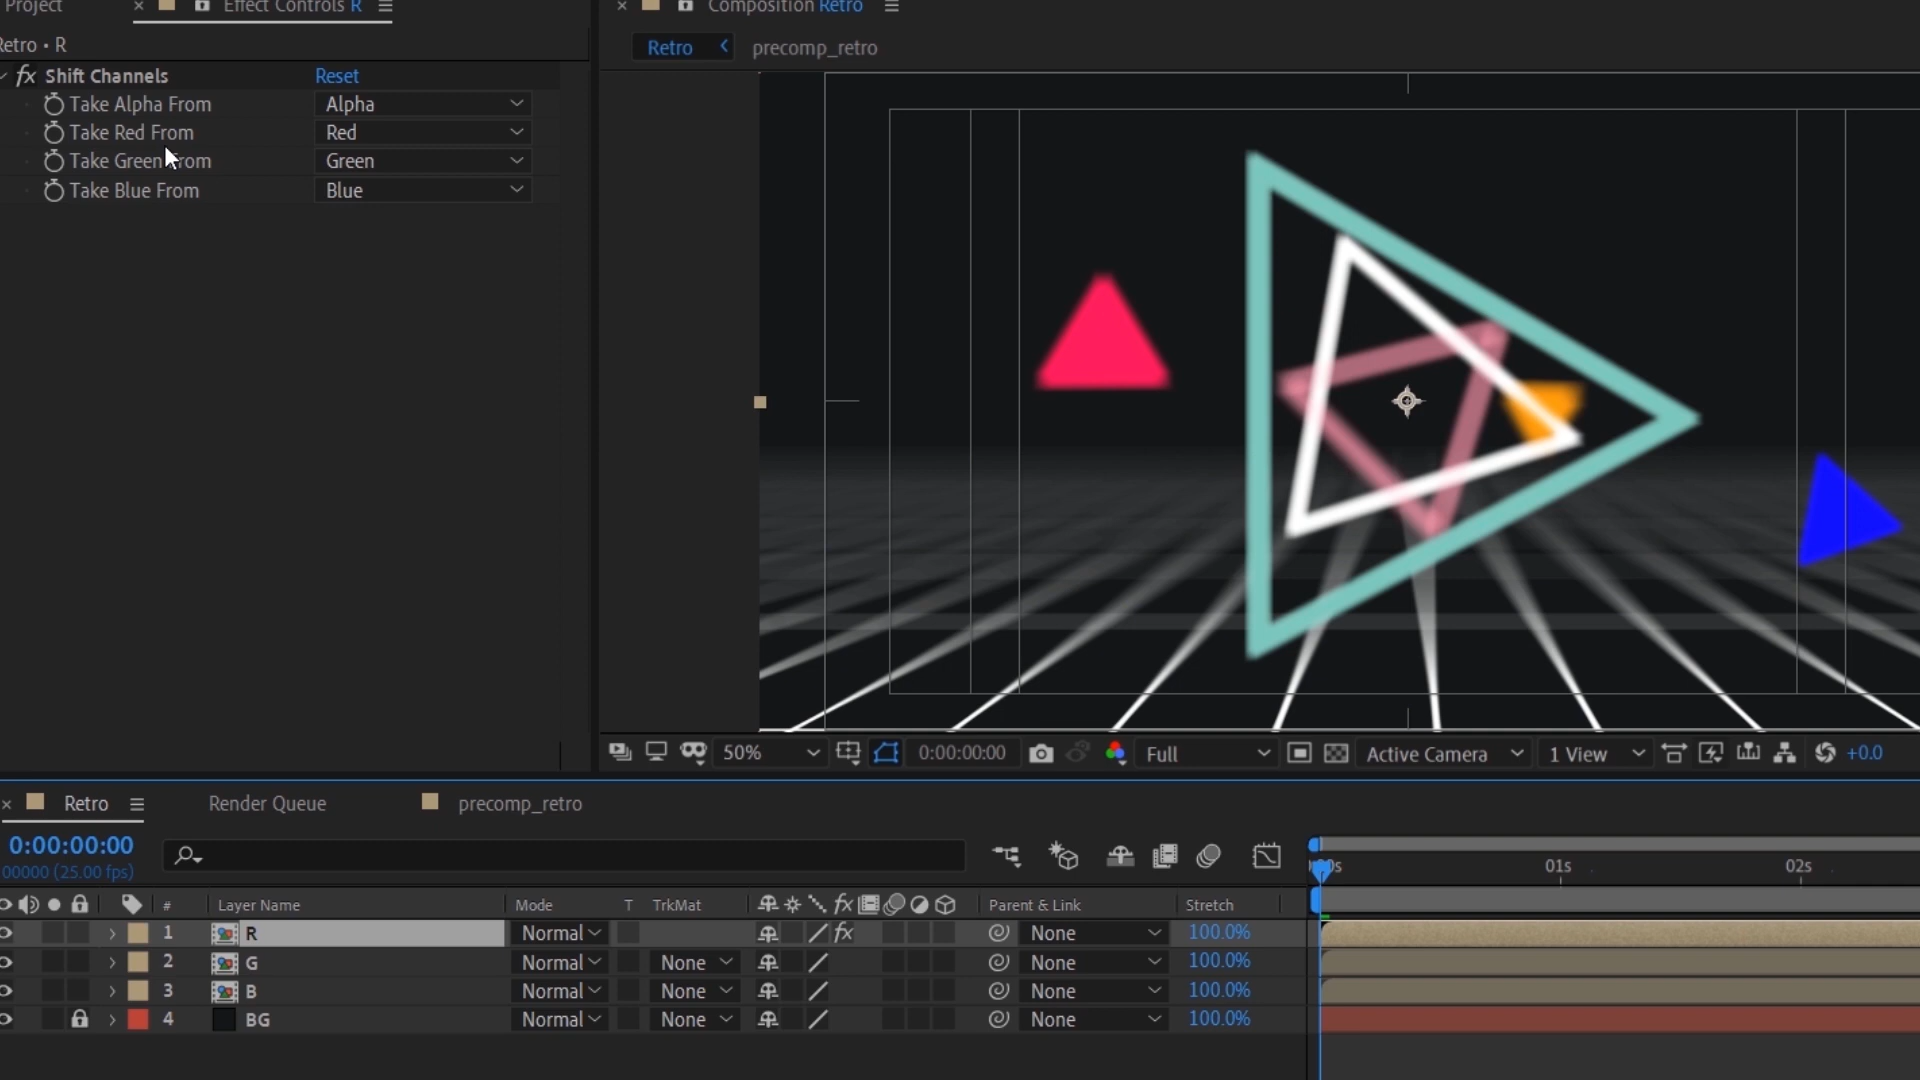 Project
× Effect Controls R
Retro • R
fx Shift Channels Reset
Take Alpha From Alpha
Take Red From Red
Take Green From Green
Take Blue From Blue
× Composition Retro
Retro < precomp_retro
50%
0:00:00:00
Full
Active Camera
1 View
+0.0
× Retro
Render Queue
precomp_retro
0:00:00:00
00000 (25.00 fps)
01s
02s
# Layer Name Mode T TrkMat fx Parent & Link Stretch
1 R Normal fx None 100.0%
2 G Normal None None 100.0%
3 B Normal None None 100.0%
4 BG Normal None None 100.0%